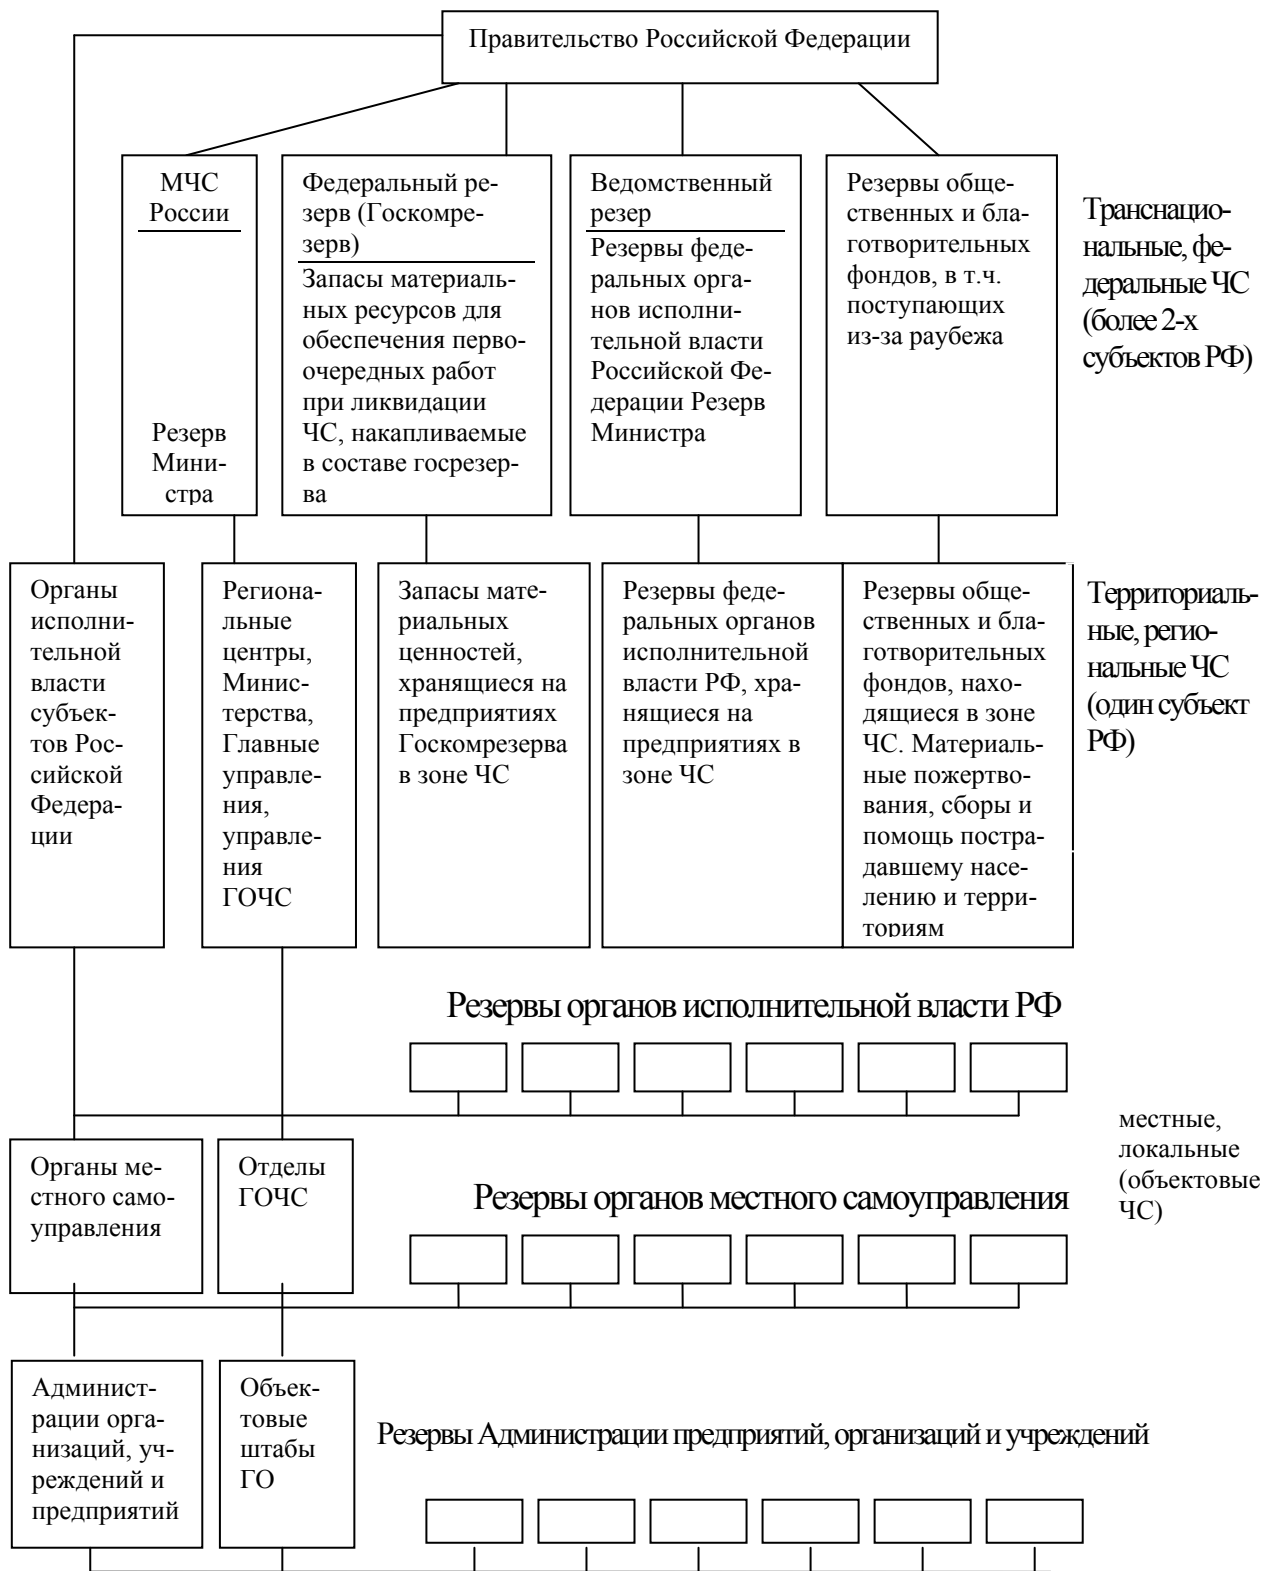 Правительство Российской Федерации
МЧС
России
Резерв
Мини-
стра
Федеральный ре-
зерв (Госкомре-
зерв)
Запасы материаль-
ных ресурсов для
обеспечения перво-
очередных работ
при ликвидации
ЧС, накапливаемые
в составе госрезер-
ва
Ведомственный
резер
Резервы феде-
ральных орга-
нов исполни-
тельной власти
Российской Фе-
дерации Резерв
Министра
Резервы обще-
ственных и бла-
готворительных
фондов, в т.ч.
поступающих
из-за раубежа
Транснацио-
нальные, фе-
деральные ЧС
(более 2-х
субъектов РФ)
Органы
исполни-
тельной
власти
субъек-
тов Рос-
сийской
Федера-
ции
Региона-
льные
центры,
Минис-
терства,
Главные
управле-
ния,
управле-
ния
ГОЧС
Запасы мате-
риальных
ценностей,
хранящиеся на
предприятиях
Госкомрезерва
в зоне ЧС
Резервы феде-
ральных органов
исполнительной
власти РФ, хра-
нящиеся на
предприятиях в
зоне ЧС
Резервы обще-
ственных и бла-
готворительных
фондов, нахо-
дящиеся в зоне
ЧС. Материаль-
ные пожертво-
вания, сборы и
помощь постра-
давшему насе-
лению и терри-
ториям
Территориаль-
ные, регио-
нальные ЧС
(один субъект
РФ)
Резервы органов исполнительной власти РФ
местные,
локальные
(объектовые
ЧС)
Органы ме-
стного само-
управления
Отделы
ГОЧС
Резервы органов местного самоуправления
Админист-
рации орга-
низаций, уч-
реждений и
предприятий
Объек-
товые
штабы
ГО
Резервы Администрации предприятий, организаций и учреждений